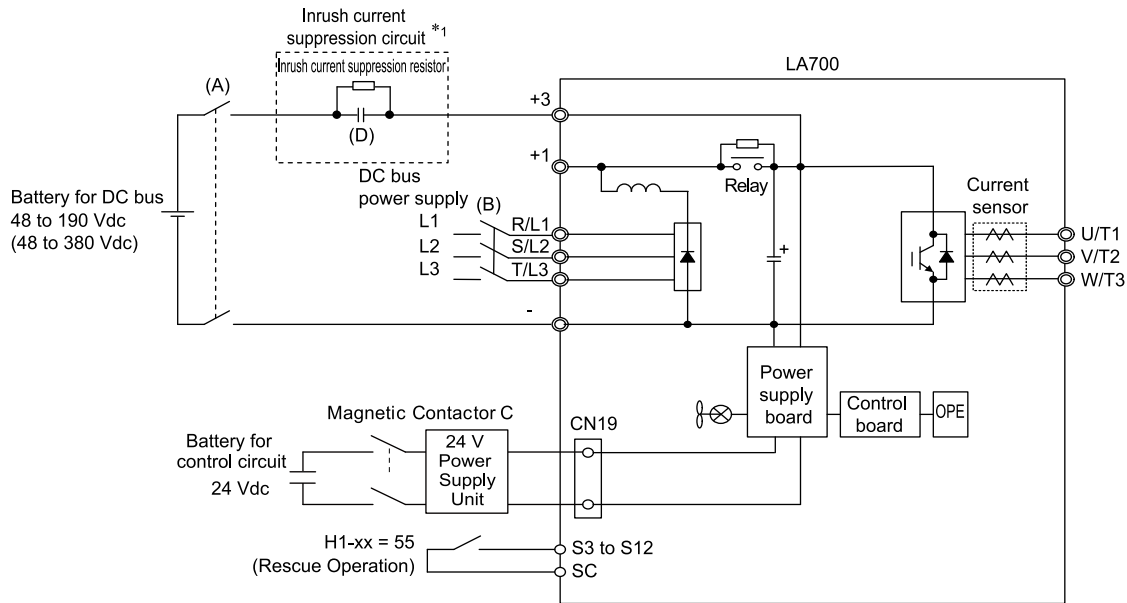 Inrush current
suppression circuit *1
Inrush current suppression resistor
LA700
(A)
+3
(D)
+1
DC bus
power supply
Relay
Current
sensor
Battery for DC bus
48 to 190 Vdc
(48 to 380 Vdc)
(B)
L1
R/L1
L2
S/L2
L3
T/L3
+
U/T1
V/T2
W/T3
-
Power
supply
board
Control
board
OPE
Magnetic Contactor C
CN19
Battery for
control circuit
24 Vdc
24 V
Power
Supply
Unit
H1-xx = 55
(Rescue Operation)
S3 to S12
SC